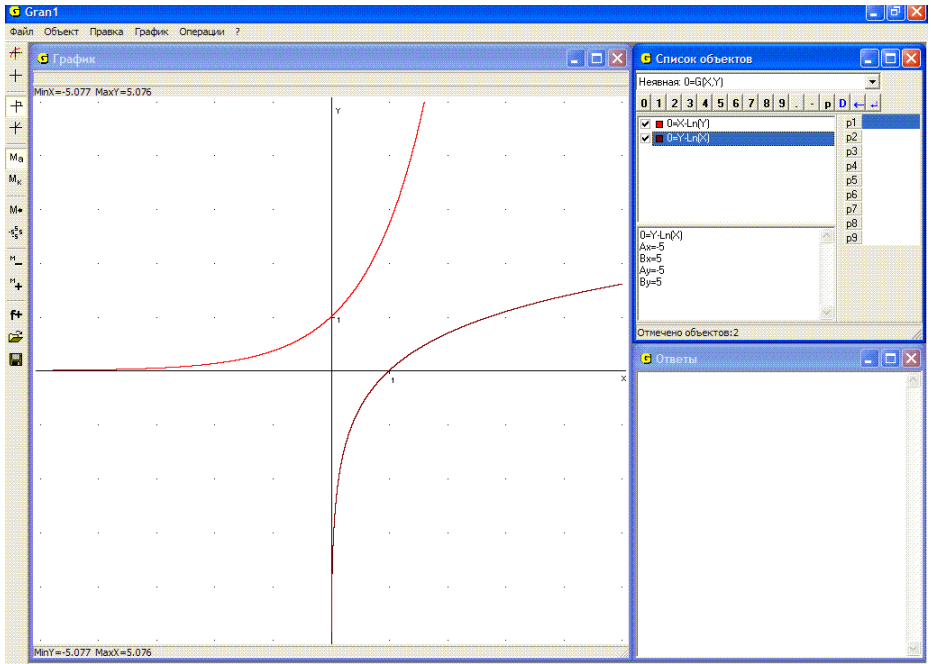 Gran1
Файл Объект Правка График Операции ?
График
MinX=-5.077 MaxY=5.076
Y
1
1
X
MinY=-5.077 MaxX=5.076
Ma
Mк
M
M
M
f+
Список объектов
Неявная: 0=G(X,Y)
0 1 2 3 4 5 6 7 8 9 . - p D ←
0=X-Ln(Y)
0=Y-Ln(X)
p1
p2
p3
p4
p5
p6
p7
p8
p9
0=Y-Ln(X)
Ax=-5
Bx=5
Ay=-5
By=5
Отмечено объектов:2
Ответы